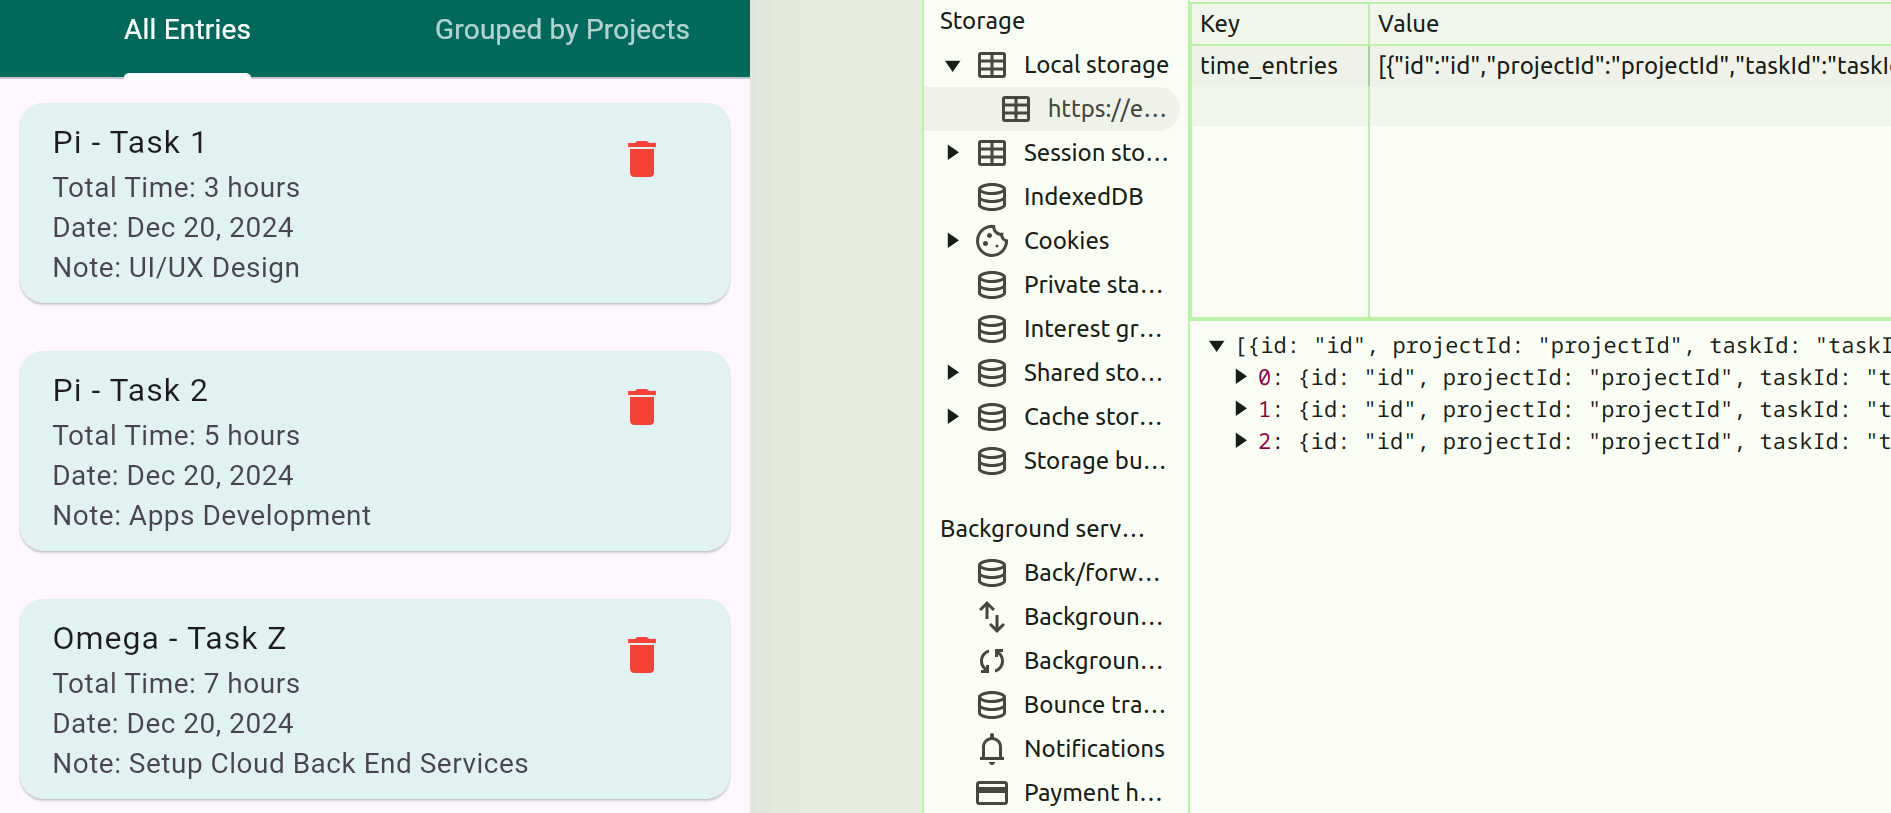 All Entries
Grouped by Projects
Pi - Task 1
Total Time: 3 hours
Date: Dec 20, 2024
Note: UI/UX Design
Pi - Task 2
Total Time: 5 hours
Date: Dec 20, 2024
Note: Apps Development
Omega - Task Z
Total Time: 7 hours
Date: Dec 20, 2024
Note: Setup Cloud Back End Services
Storage
Local storage
https://e…
Session sto…
IndexedDB
Cookies
Private sta…
Interest gr…
Shared sto…
Cache stor…
Storage bu…
Background serv…
Back/forw…
Backgroun…
Backgroun…
Bounce tra…
Notifications
Payment h…
Key
Value
time_entries
[{"id":"id","projectId":"projectId","taskId":"taskI
[{id: "id", projectId: "projectId", taskId: "taskI
0: {id: "id", projectId: "projectId", taskId: "t
1: {id: "id", projectId: "projectId", taskId: "t
2: {id: "id", projectId: "projectId", taskId: "t